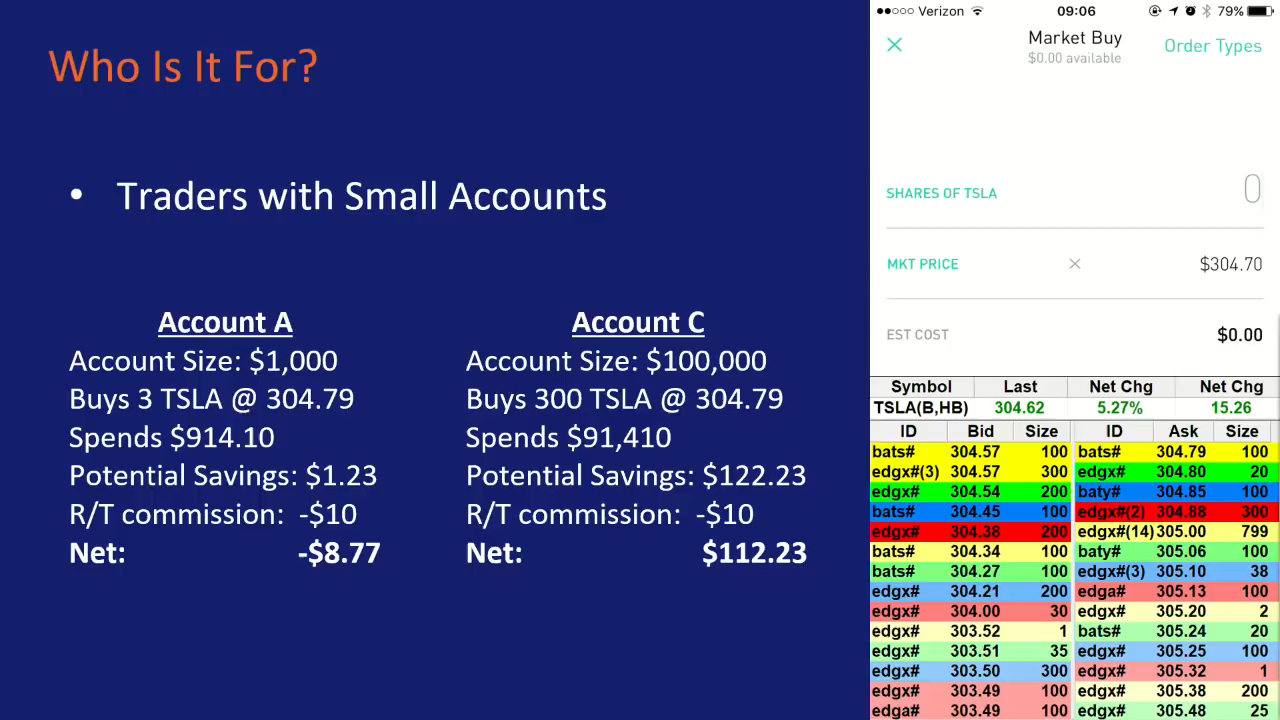 Who Is It For?
• Traders with Small Accounts
Account A
Account Size: $1,000
Buys 3 TSLA @ 304.79
Spends $914.10
Potential Savings: $1.23
R/T commission: -$10
Net: -$8.77
Account C
Account Size: $100,000
Buys 300 TSLA @ 304.79
Spends $91,410
Potential Savings: $122.23
R/T commission: -$10
Net: $112.23
Verizon 09:06 79%
Market Buy Order Types
$0.00 available
SHARES OF TSLA 0
MKT PRICE × $304.70
EST COST $0.00
Symbol Last Net Chg Net Chg
TSLA(B,HB) 304.62 5.27% 15.26
ID Bid Size ID Ask Size
bats# 304.57 100 bats# 304.79 100
edgx#(3) 304.57 300 edgx# 304.80 20
edgx# 304.54 200 baty# 304.85 100
bats# 304.45 100 edgx#(2) 304.88 300
edgx# 304.38 200 edgx#(14) 305.00 799
bats# 304.34 100 baty# 305.06 100
bats# 304.27 100 edgx#(3) 305.10 38
edgx# 304.21 200 edga# 305.13 100
edgx# 304.00 30 edgx# 305.20 2
edgx# 303.52 1 bats# 305.24 20
edgx# 303.51 35 edgx# 305.25 100
edgx# 303.50 300 edgx# 305.32 1
edgx# 303.49 100 edgx# 305.38 200
edga# 303.49 100 edgx# 305.48 25